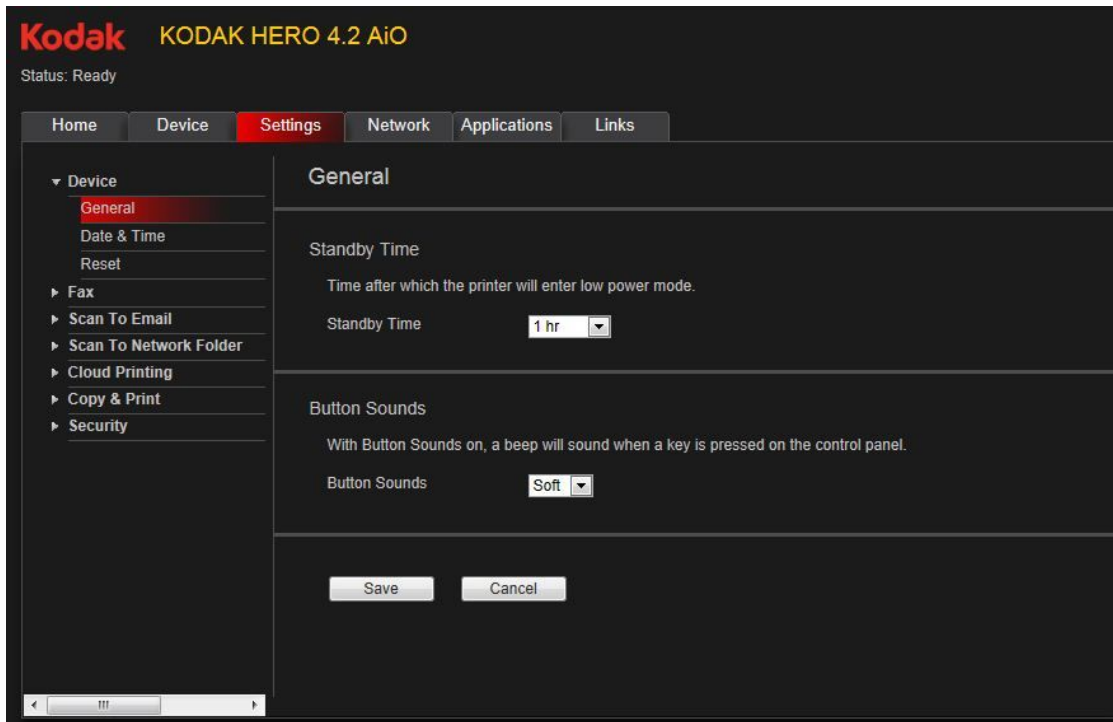 Kodak KODAK HERO 4.2 AiO
Status: Ready
Home Device Settings Network Applications Links
Device
General
Date & Time
Reset
Fax
Scan To Email
Scan To Network Folder
Cloud Printing
Copy & Print
Security
General
Standby Time
Time after which the printer will enter low power mode.
Standby Time 1 hr
Button Sounds
With Button Sounds on, a beep will sound when a key is pressed on the control panel.
Button Sounds Soft
Save Cancel